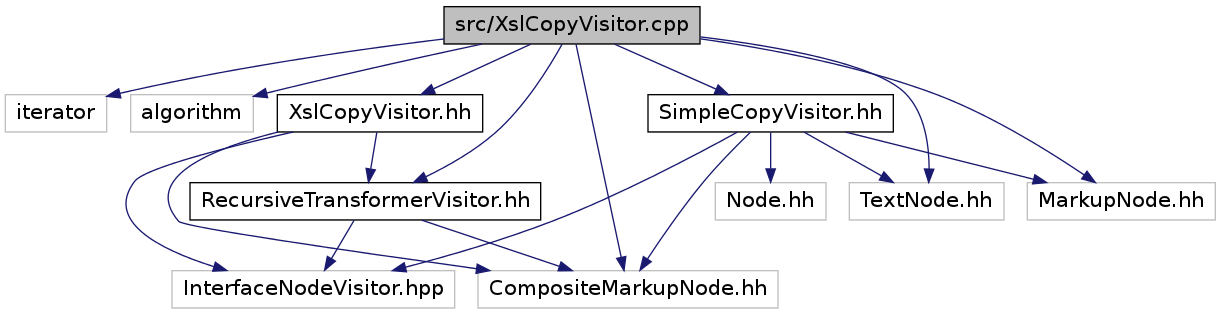 src/XslCopyVisitor.cpp
iterator
algorithm
XslCopyVisitor.hh
SimpleCopyVisitor.hh
RecursiveTransformerVisitor.hh
Node.hh
TextNode.hh
MarkupNode.hh
InterfaceNodeVisitor.hpp
CompositeMarkupNode.hh